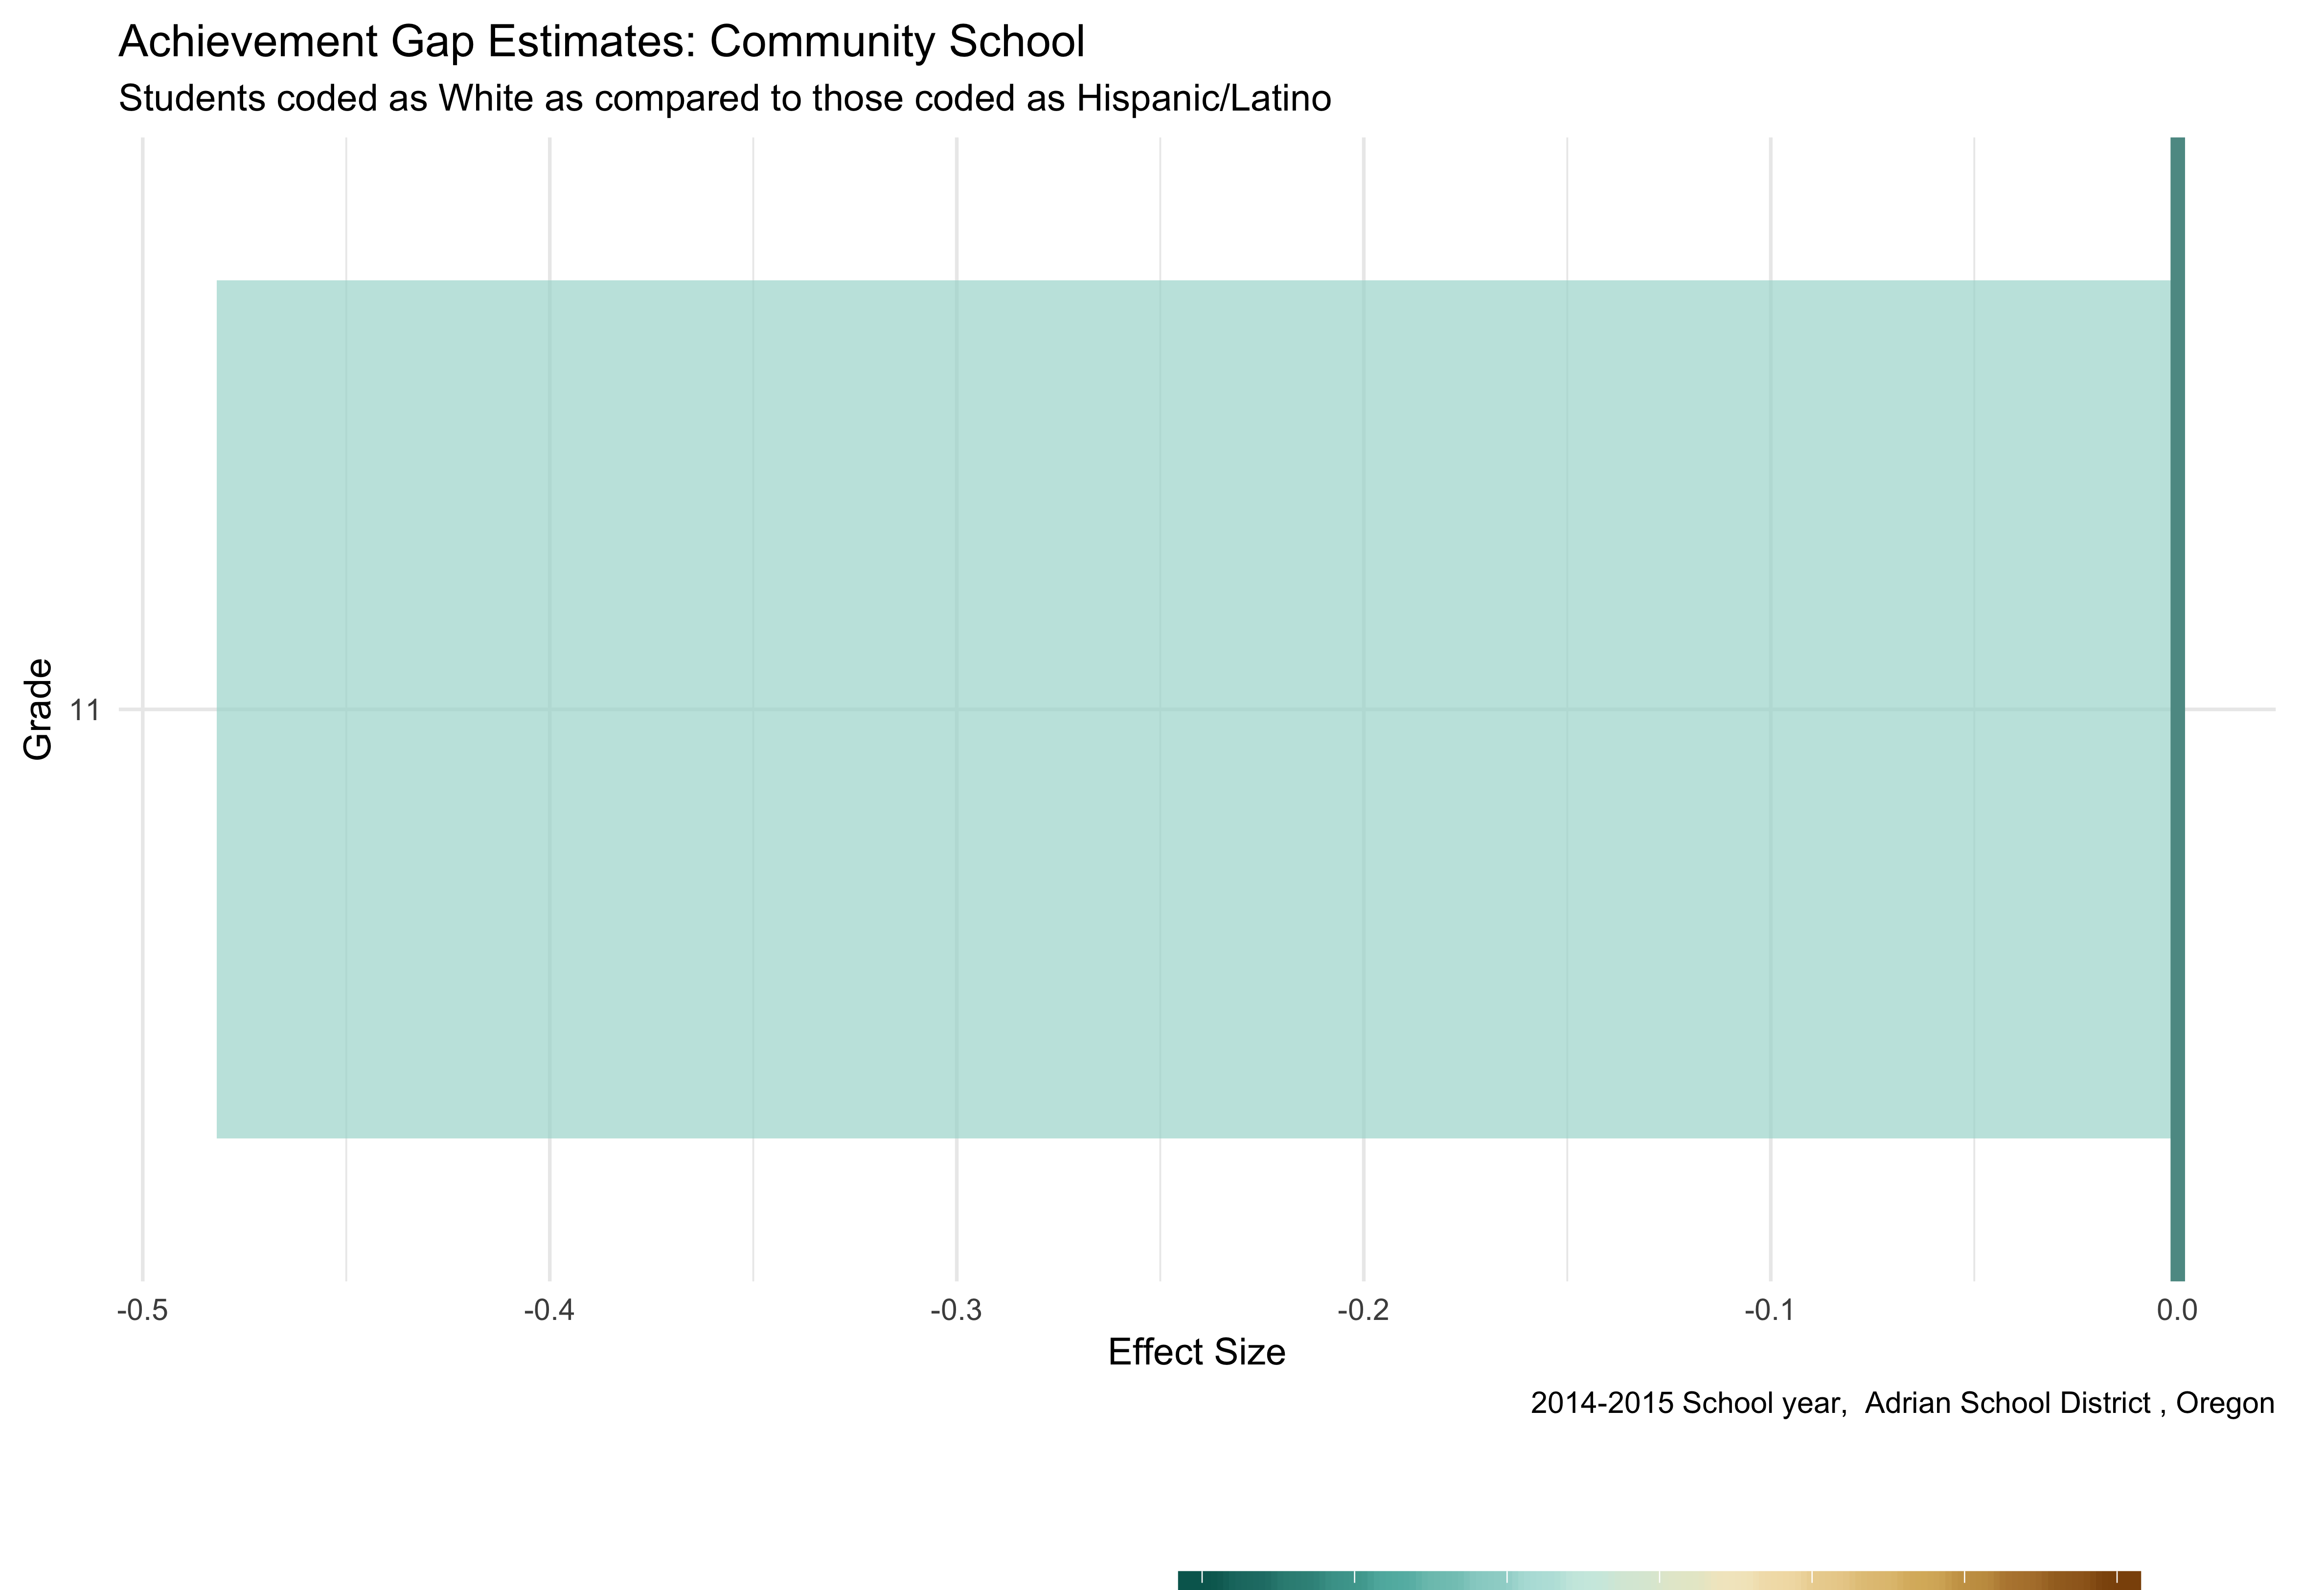 Achievement Gap Estimates: Community School
Students coded as White as compared to those coded as Hispanic/Latino
Grade
11
-0.5 -0.4 -0.3 -0.2 -0.1 0.0
Effect Size
2014-2015 School year,  Adrian School District , Oregon